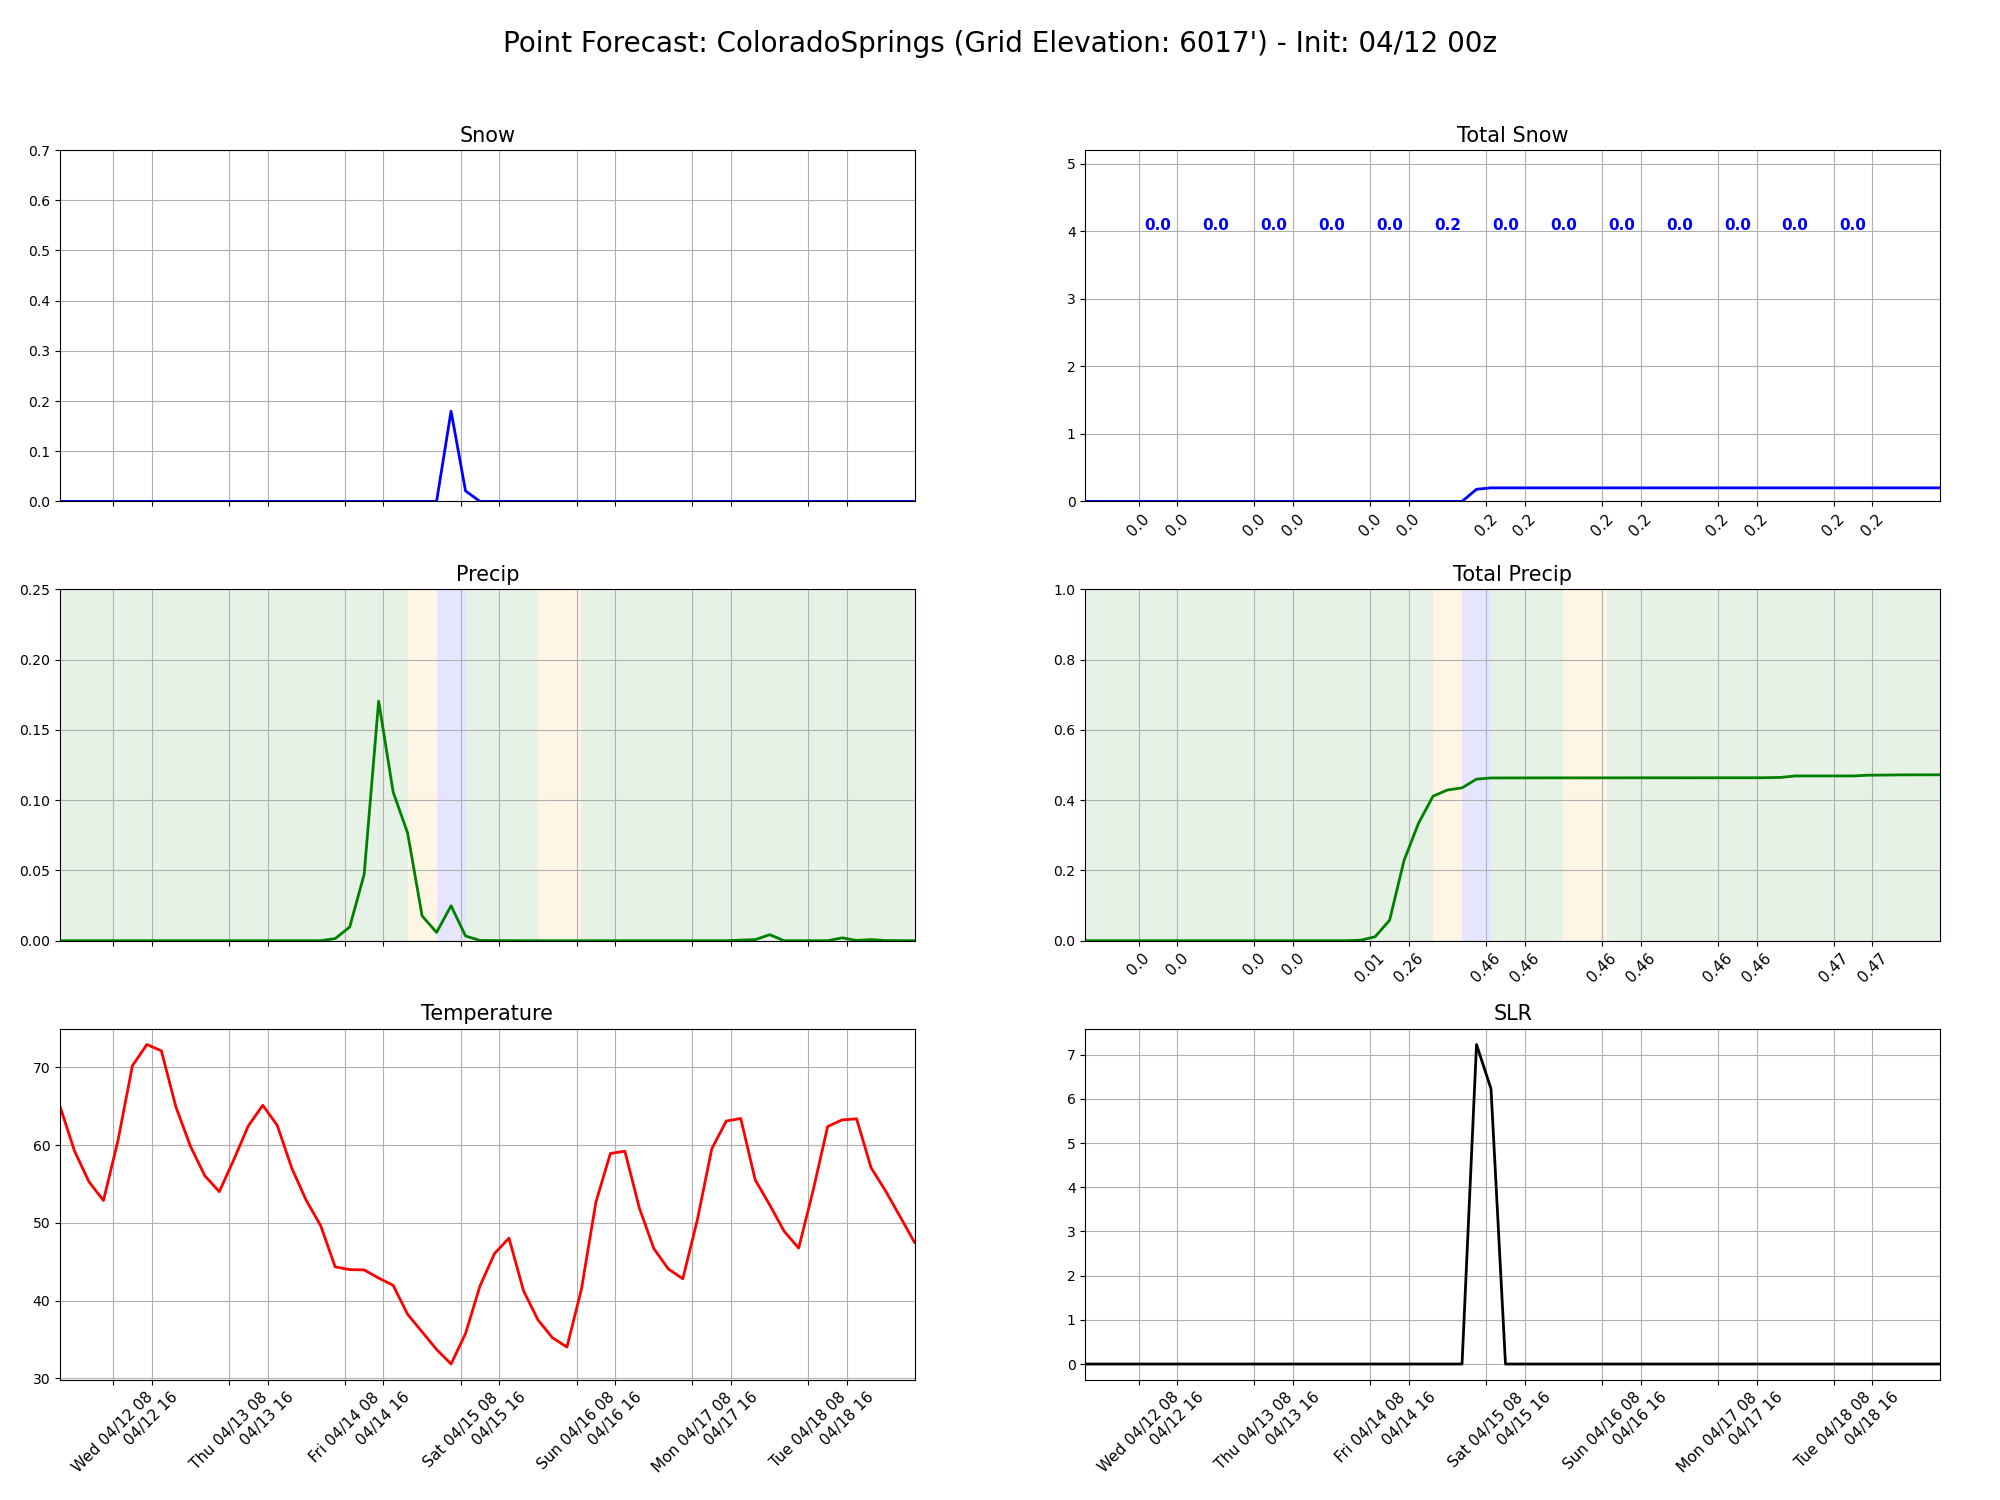 Point Forecast: ColoradoSprings (Grid Elevation: 6017') - Init: 04/12 00z
Snow
0.7
0.6
0.5
0.4
0.3
0.2
0.1
0.0
Total Snow
5
4
3
2
1
0
0.0 0.0 0.0 0.0 0.0 0.2 0.0 0.0 0.0 0.0 0.0 0.0 0.0
0.0 0.0 0.0 0.0 0.0 0.0 0.2 0.2 0.2 0.2 0.2 0.2 0.2 0.2
Precip
0.25
0.20
0.15
0.10
0.05
0.00
Total Precip
1.0
0.8
0.6
0.4
0.2
0.0
0.0 0.0 0.0 0.0 0.01 0.26 0.46 0.46 0.46 0.46 0.46 0.46 0.47 0.47
Temperature
70
60
50
40
30
Wed 04/12 08
04/12 16
Thu 04/13 08
04/13 16
Fri 04/14 08
04/14 16
Sat 04/15 08
04/15 16
Sun 04/16 08
04/16 16
Mon 04/17 08
04/17 16
Tue 04/18 08
04/18 16
SLR
7
6
5
4
3
2
1
0
Wed 04/12 08
04/12 16
Thu 04/13 08
04/13 16
Fri 04/14 08
04/14 16
Sat 04/15 08
04/15 16
Sun 04/16 08
04/16 16
Mon 04/17 08
04/17 16
Tue 04/18 08
04/18 16